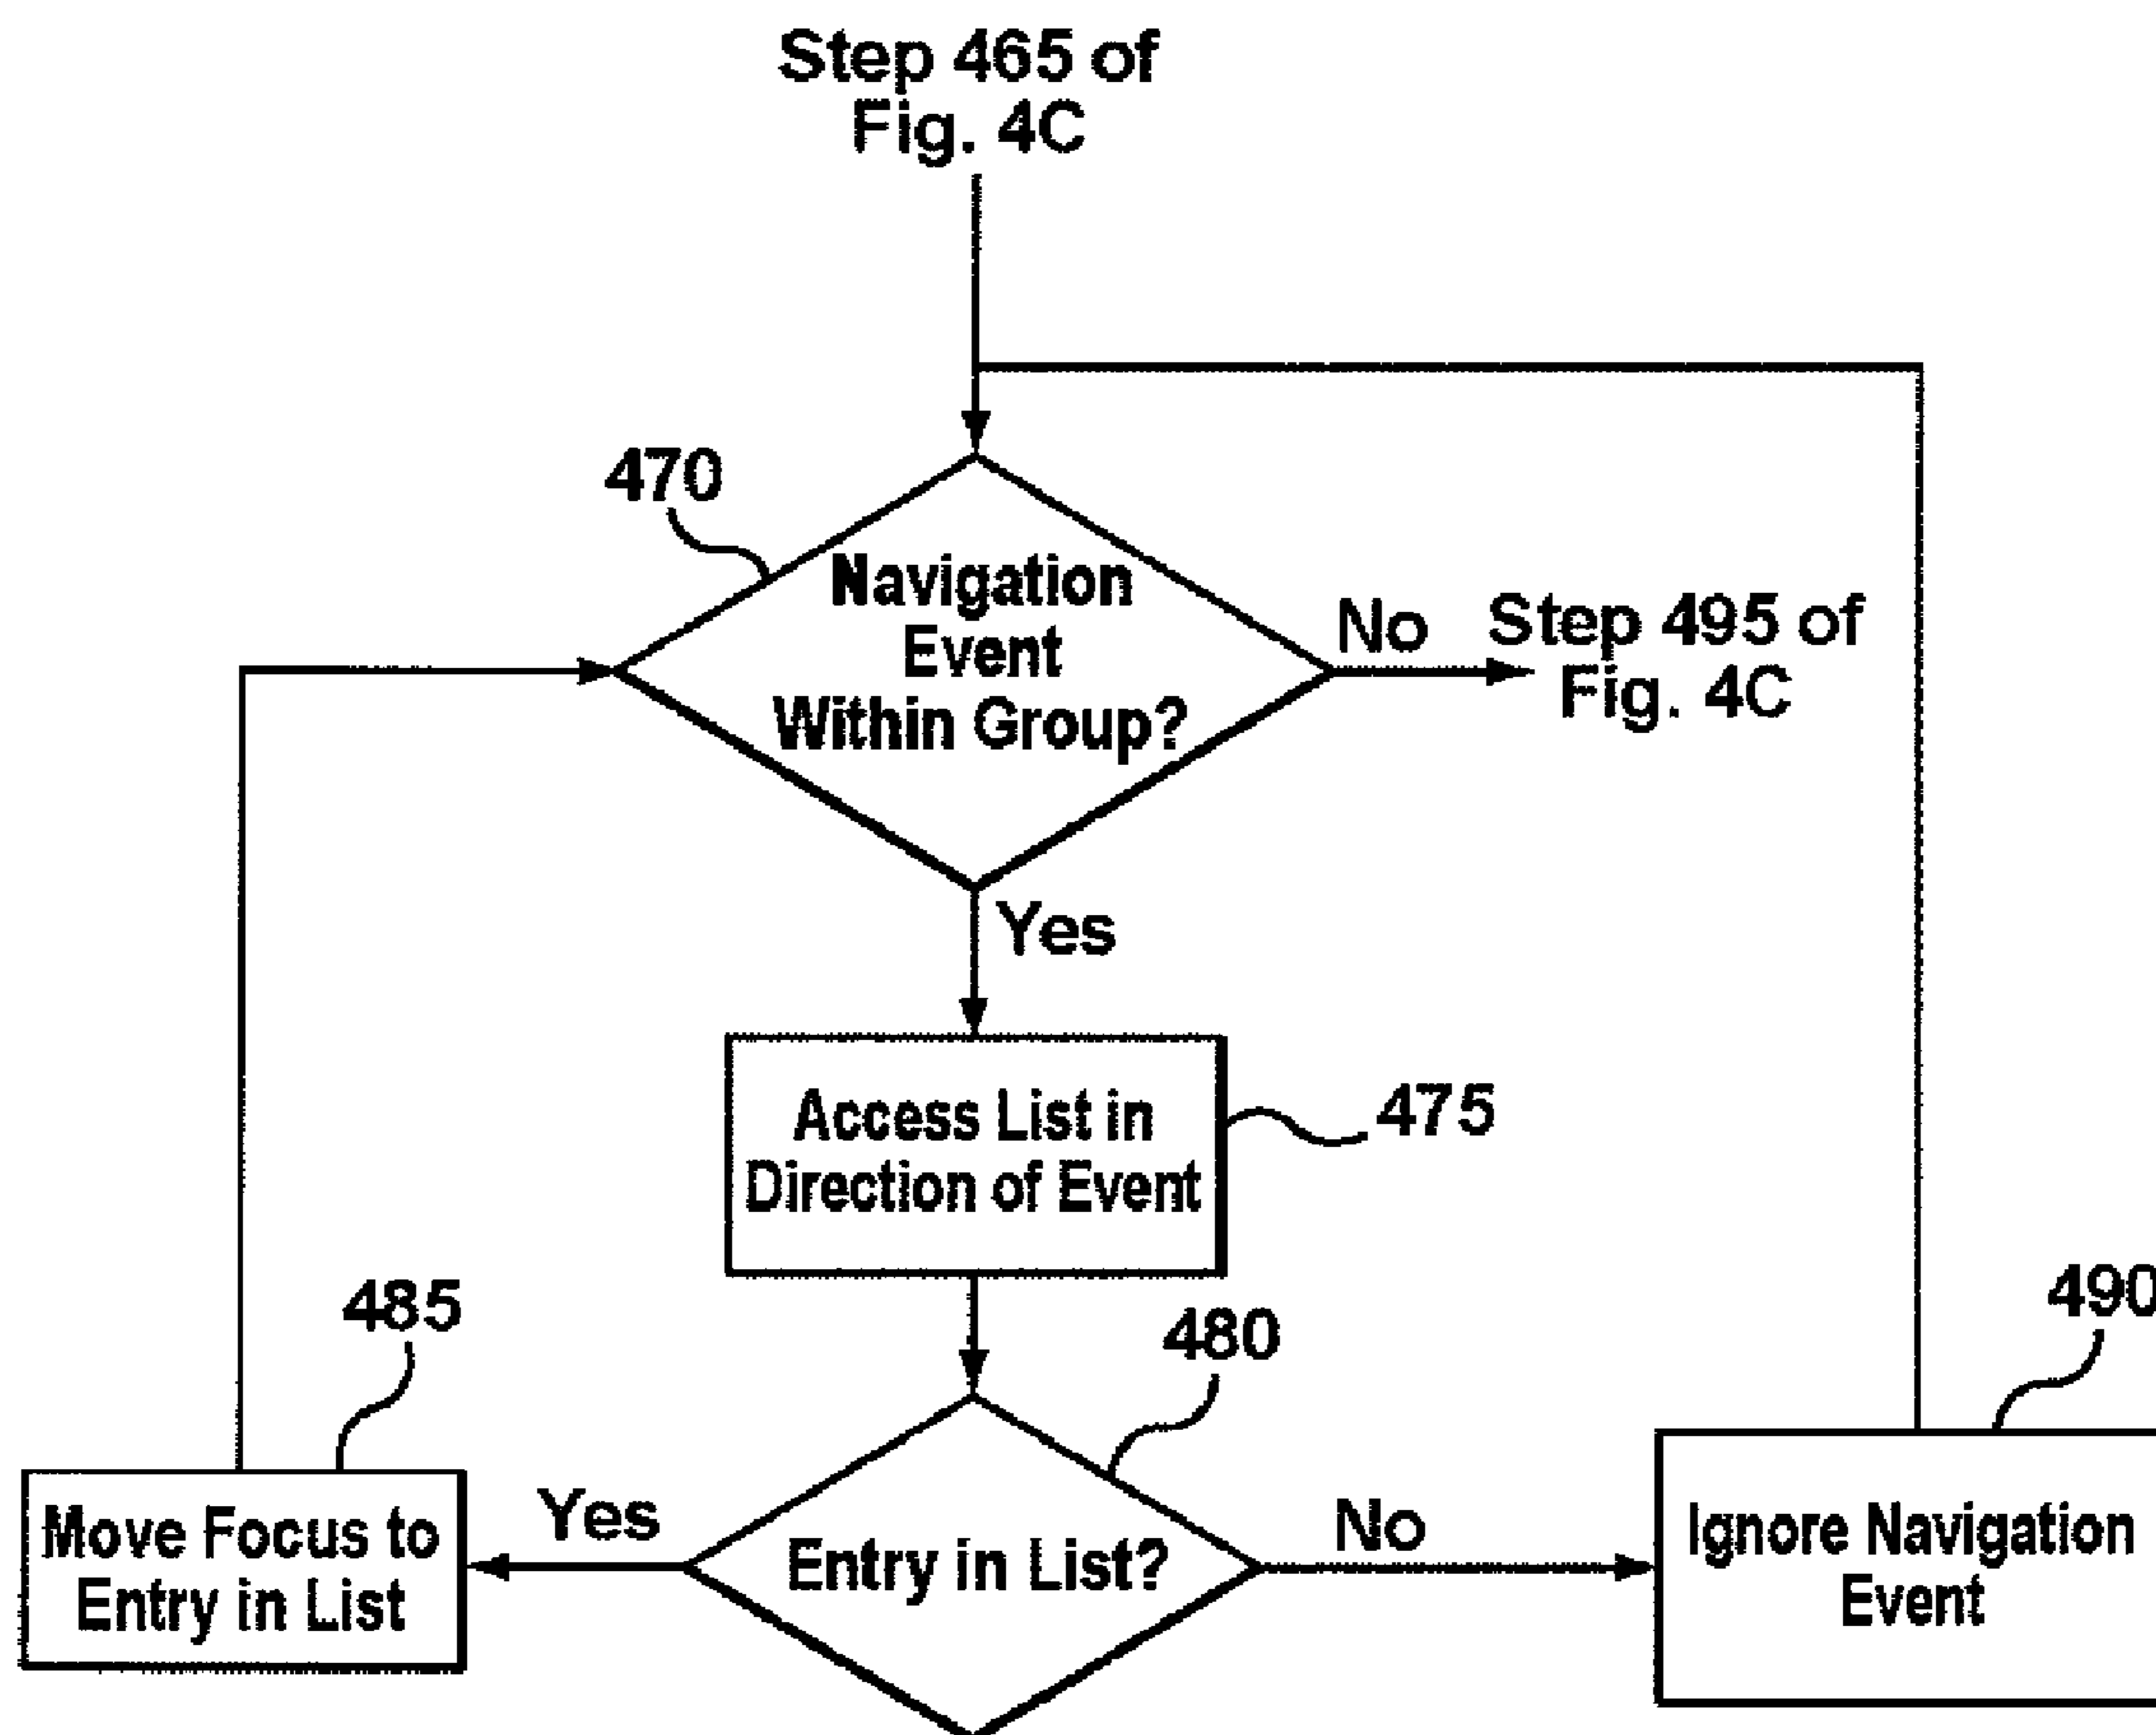 Step 465 of
Fig. 4C
470
Navigation
Event
Within Group?
No
Step 495 of
Fig. 4C
Yes
Access List in
Direction of Event
475
485
480
490
Move Focus to
Entry in List
Yes
Entry in List?
No
Ignore Navigation
Event